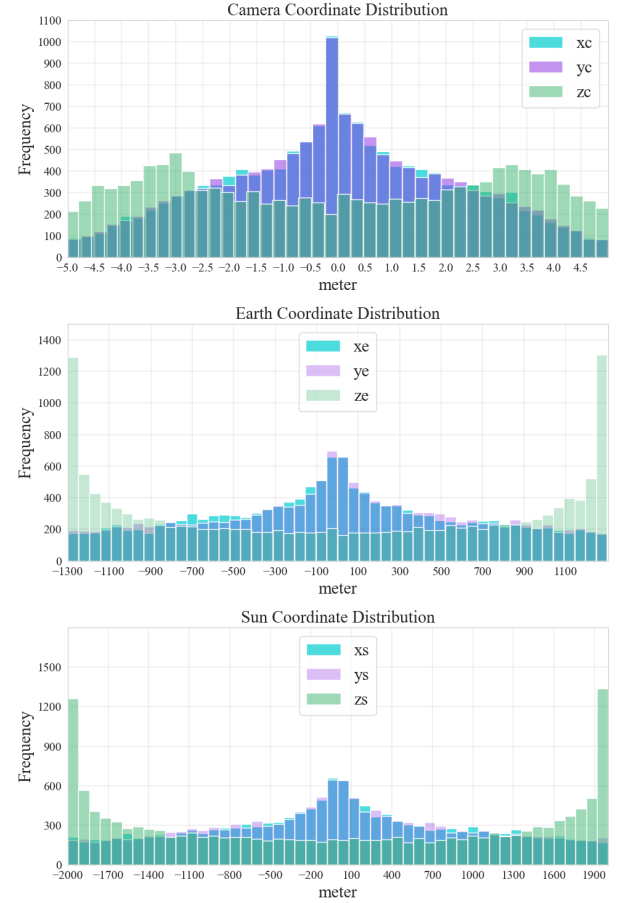 Camera Coordinate Distribution
1100
1000
900
800
700
600
500
400
300
200
100
0
Frequency
xc
yc
zc
−5.0 −4.5 −4.0 −3.5 −3.0 −2.5 −2.0 −1.5 −1.0 −0.5 0.0 0.5 1.0 1.5 2.0 2.5 3.0 3.5 4.0 4.5
meter
Earth Coordinate Distribution
1400
1200
1000
800
600
400
200
0
Frequency
xe
ye
ze
−1300 −1100 −900 −700 −500 −300 −100 100 300 500 700 900 1100
meter
Sun Coordinate Distribution
1500
1200
900
600
300
0
Frequency
xs
ys
zs
−2000 −1700 −1400 −1100 −800 −500 −200 100 400 700 1000 1300 1600 1900
meter